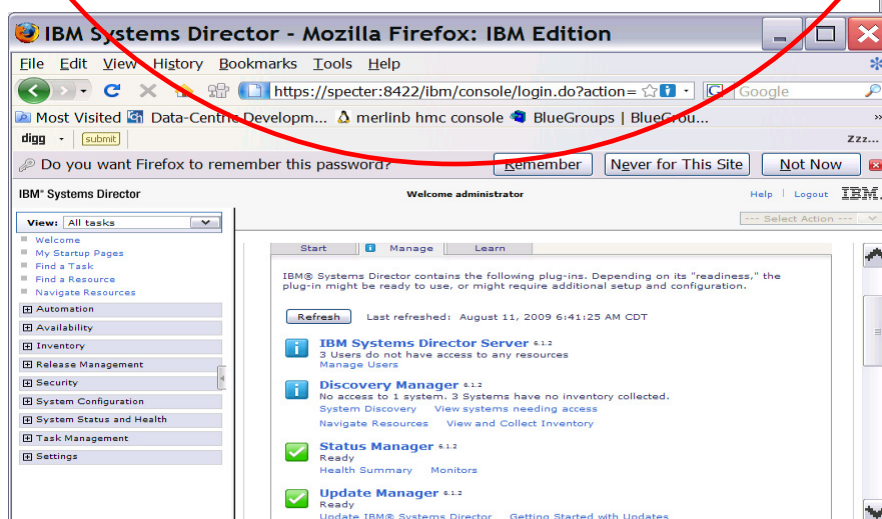 IBM Systems Director - Mozilla Firefox: IBM Edition
File Edit View History Bookmarks Tools Help
https://specter:8422/ibm/console/login.do?action= Google
Most Visited Data-Centric Developm... merlinb hmc console BlueGroups | BlueGrou... »
digg submit Zzz...
Do you want Firefox to remember this password? Remember Never for This Site Not Now
IBM® Systems Director Welcome administrator Help Logout IBM.
View: All tasks --- Select Action ---
Welcome
My Startup Pages
Find a Task
Find a Resource
Navigate Resources
Automation
Availability
Inventory
Release Management
Security
System Configuration
System Status and Health
Task Management
Settings
Start Manage Learn
IBM® Systems Director contains the following plug-ins. Depending on its "readiness," the
plug-in might be ready to use, or might require additional setup and configuration.
Refresh Last refreshed: August 11, 2009 6:41:25 AM CDT
IBM Systems Director Server 6.1.2
3 Users do not have access to any resources
Manage Users
Discovery Manager 6.1.2
No access to 1 system. 3 Systems have no inventory collected.
System Discovery View systems needing access
Navigate Resources View and Collect Inventory
Status Manager 6.1.2
Ready
Health Summary Monitors
Update Manager 6.1.2
Ready
Update IBM® Systems Director Getting Started with Updates